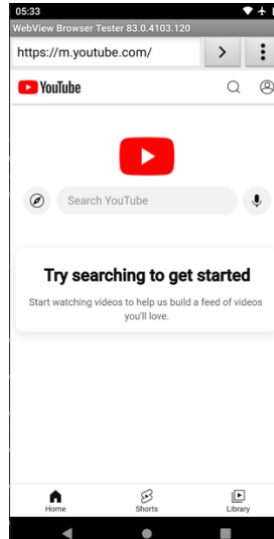 05:33
WebView Browser Tester 83.0.4103.120
https://m.youtube.com/
YouTube
Search YouTube
Try searching to get started
Start watching videos to help us build a feed of videos
you'll love.
Home Shorts Library